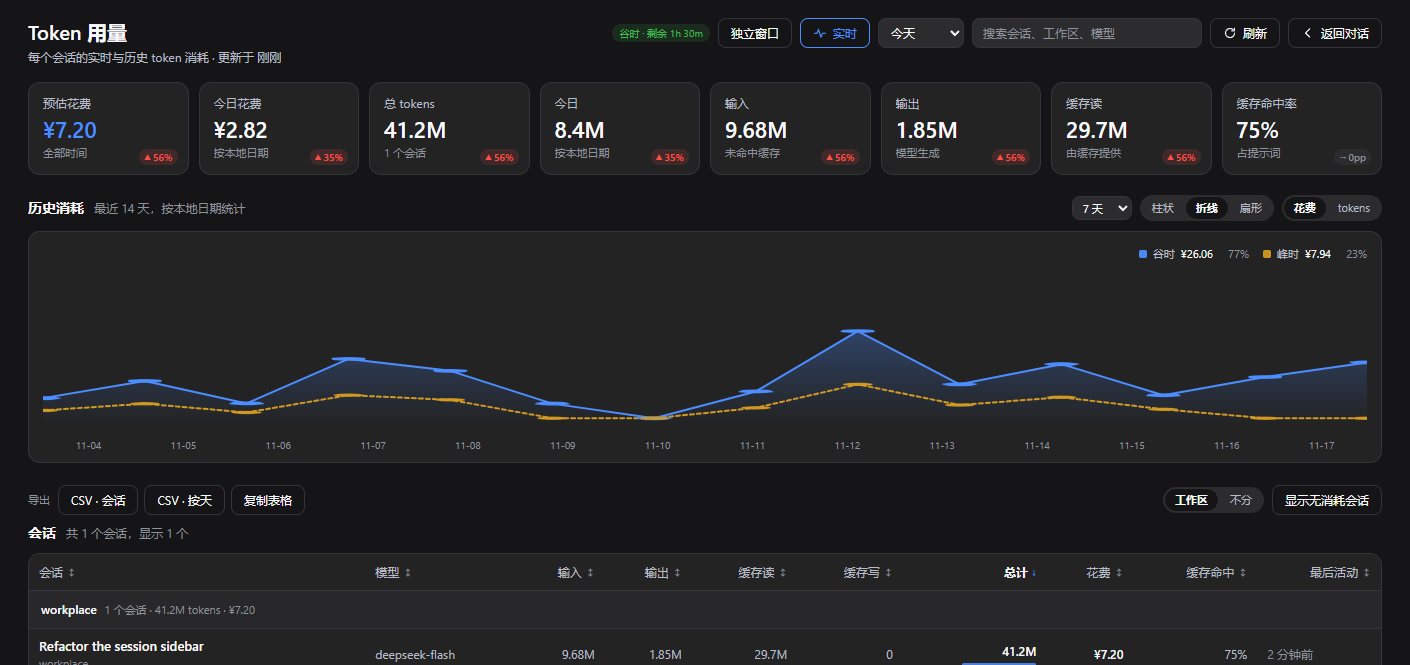 Token 用量
谷时 · 剩余 1h 30m
独立窗口
实时
今天
搜索会话、工作区、模型
刷新
返回对话
每个会话的实时与历史 token 消耗 · 更新于 刚刚
预估花费
¥7.20
全部时间
▲56%
今日花费
¥2.82
按本地日期
▲35%
总 tokens
41.2M
1 个会话
▲56%
今日
8.4M
按本地日期
▲35%
输入
9.68M
未命中缓存
▲56%
输出
1.85M
模型生成
▲56%
缓存读
29.7M
由缓存提供
▲56%
缓存命中率
75%
占提示词
→0pp
历史消耗 最近 14 天，按本地日期统计
7 天
柱状 折线 扇形
花费 tokens
谷时 ¥26.06 77% 峰时 ¥7.94 23%
11-04 11-05 11-06 11-07 11-08 11-09 11-10 11-11 11-12 11-13 11-14 11-15 11-16 11-17
导出 CSV · 会话 CSV · 按天 复制表格
工作区 不分 显示无消耗会话
会话 共 1 个会话，显示 1 个
会话 ↕ 模型 ↕ 输入 ↕ 输出 ↕ 缓存读 ↕ 缓存写 ↕ 总计 ↓ 花费 ↕ 缓存命中 ↕ 最后活动 ↕
workplace 1 个会话 · 41.2M tokens · ¥7.20
Refactor the session sidebar
deepseek-flash 9.68M 1.85M 29.7M 0 41.2M ¥7.20 75% 2 分钟前
workplace